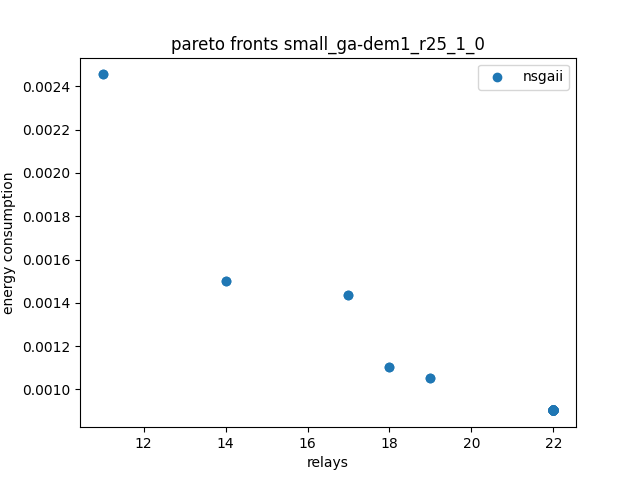 pareto fronts small_ga-dem1_r25_1_0
nsgaii
energy consumption
0.0024
0.0022
0.0020
0.0018
0.0016
0.0014
0.0012
0.0010
12 14 16 18 20 22
relays